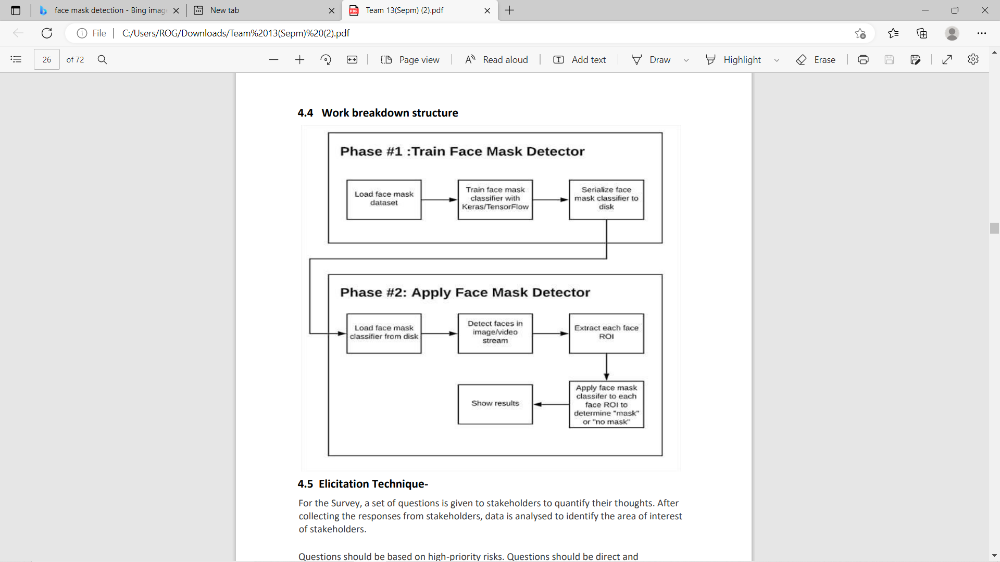 face mask detection - Bing imag
New tab
Team 13(Sepm) (2).pdf
File
C:/Users/ROG/Downloads/Team%2013(Sepm)%20(2).pdf
26 of 72
Page view
Read aloud
Add text
Draw
Highlight
Erase
4.4 Work breakdown structure
Phase #1 :Train Face Mask Detector
Load face mask
dataset
Train face mask
classifier with
Keras/TensorFlow
Serialize face
mask classifier to
disk
Phase #2: Apply Face Mask Detector
Load face mask
classifier from disk
Detect faces in
image/video
stream
Extract each face
ROI
Apply face mask
classifer to each
face ROI to
determine "mask"
or "no mask"
Show results
4.5 Elicitation Technique-
For the Survey, a set of questions is given to stakeholders to quantify their thoughts. After
collecting the responses from stakeholders, data is analysed to identify the area of interest
of stakeholders.
Questions should be based on high-priority risks. Questions should be direct and